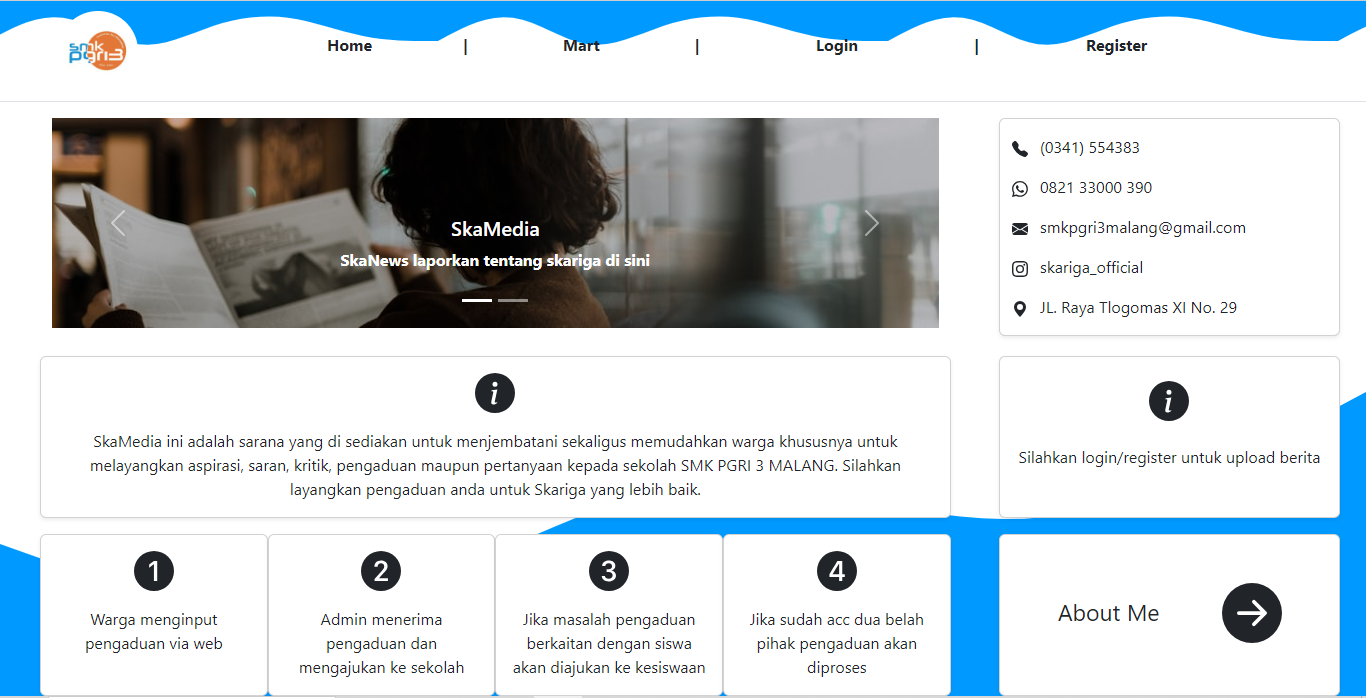 smk
pgri3
Home | Mart | Login | Register
SkaMedia
SkaNews laporkan tentang skariga di sini
(0341) 554383
0821 33000 390
smkpgri3malang@gmail.com
skariga_official
JL. Raya Tlogomas XI No. 29
i
SkaMedia ini adalah sarana yang di sediakan untuk menjembatani sekaligus memudahkan warga khususnya untuk
melayangkan aspirasi, saran, kritik, pengaduan maupun pertanyaan kepada sekolah SMK PGRI 3 MALANG. Silahkan
layangkan pengaduan anda untuk Skariga yang lebih baik.
i
Silahkan login/register untuk upload berita
1
Warga menginput
pengaduan via web
2
Admin menerima
pengaduan dan
mengajukan ke sekolah
3
Jika masalah pengaduan
berkaitan dengan siswa
akan diajukan ke kesiswaan
4
Jika sudah acc dua belah
pihak pengaduan akan
diproses
About Me